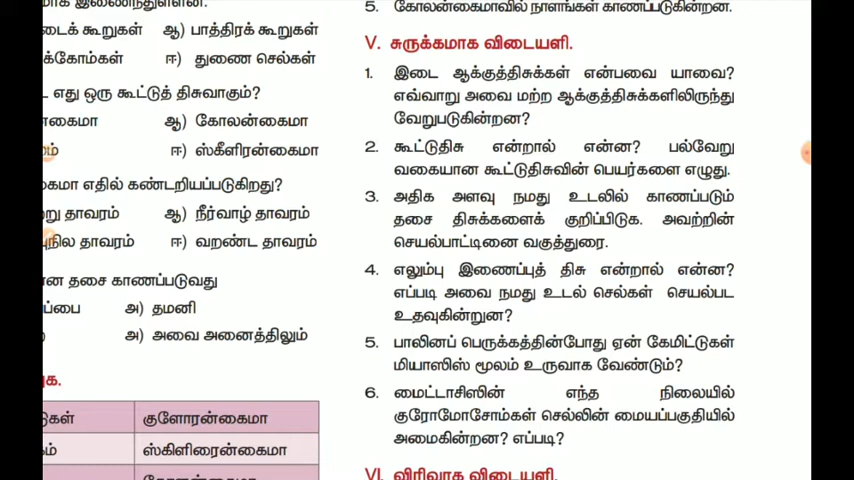 இணைந்துள்ளன.
டைக் கூறுகள் ஆ) பாத்திரக் கூறுகள்
க்கோம்கள் ஈ) துணை செல்கள்
எது ஒரு கூட்டுத் திசுவாகும்?
ன்கைமா ஆ) கோலன்கைமா
ஈ) ஸ்கீளிரன்கைமா
கைமா எதில் கண்டறியப்படுகிறது?
று தாவரம் ஆ) நீர்வாழ் தாவரம்
புநில தாவரம் ஈ) வறண்ட தாவரம்
ன தசை காணப்படுவது
ப்பை அ) தமனி
அ) அவை அனைத்திலும்
ருக.
டுகள் குளோரன்கைமா
கம் ஸ்கிளிரைன்கைமா
5. கோலன்கைமாவில் நாளங்கள் காணப்படுகின்றன.
V. சுருக்கமாக விடையளி.
1. இடை ஆக்குத்திசுக்கள் என்பவை யாவை?
எவ்வாறு அவை மற்ற ஆக்குத்திசுக்களிலிருந்து
வேறுபடுகின்றன?
2. கூட்டுதிசு என்றால் என்ன? பல்வேறு
வகையான கூட்டுதிசுவின் பெயர்களை எழுது.
3. அதிக அளவு நமது உடலில் காணப்படும்
தசை திசுக்களைக் குறிப்பிடுக. அவற்றின்
செயல்பாட்டினை வகுத்துரை.
4. எலும்பு இணைப்புத் திசு என்றால் என்ன?
எப்படி அவை நமது உடல் செல்கள் செயல்பட
உதவுகின்றுன?
5. பாலினப் பெருக்கத்தின்போது ஏன் கேமிட்டுகள்
மியாஸிஸ் மூலம் உருவாக வேண்டும்?
6. மைட்டாசிஸின் எந்த நிலையில்
குரோமோசோம்கள் செல்லின் மையப்பகுதியில்
அமைகின்றன? எப்படி?
VI. விரிவாக விடையளி.